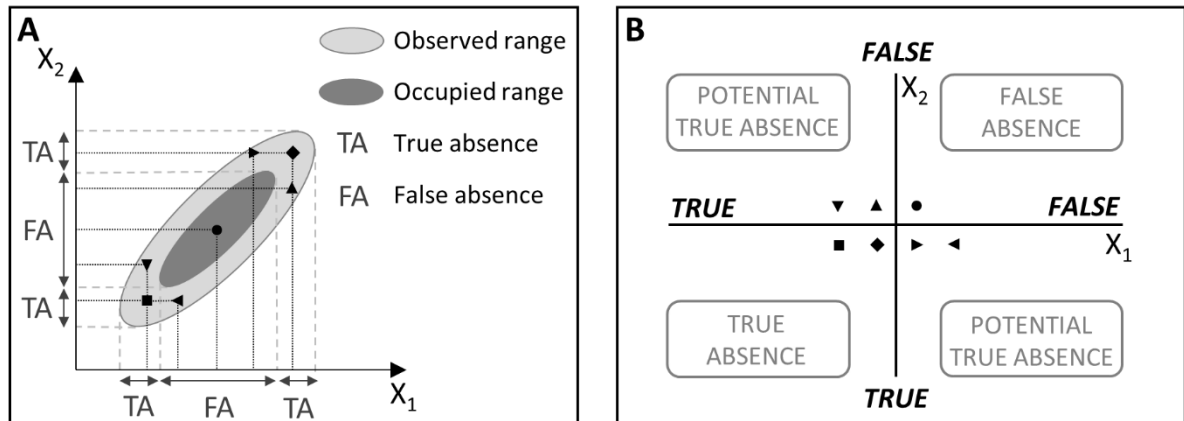 A
X2
Observed range
Occupied range
TA True absence
FA False absence
TA
FA
TA
TA FA TA
X1
B
FALSE
X2
POTENTIAL
TRUE ABSENCE
FALSE
ABSENCE
TRUE
FALSE
X1
TRUE
ABSENCE
POTENTIAL
TRUE ABSENCE
TRUE